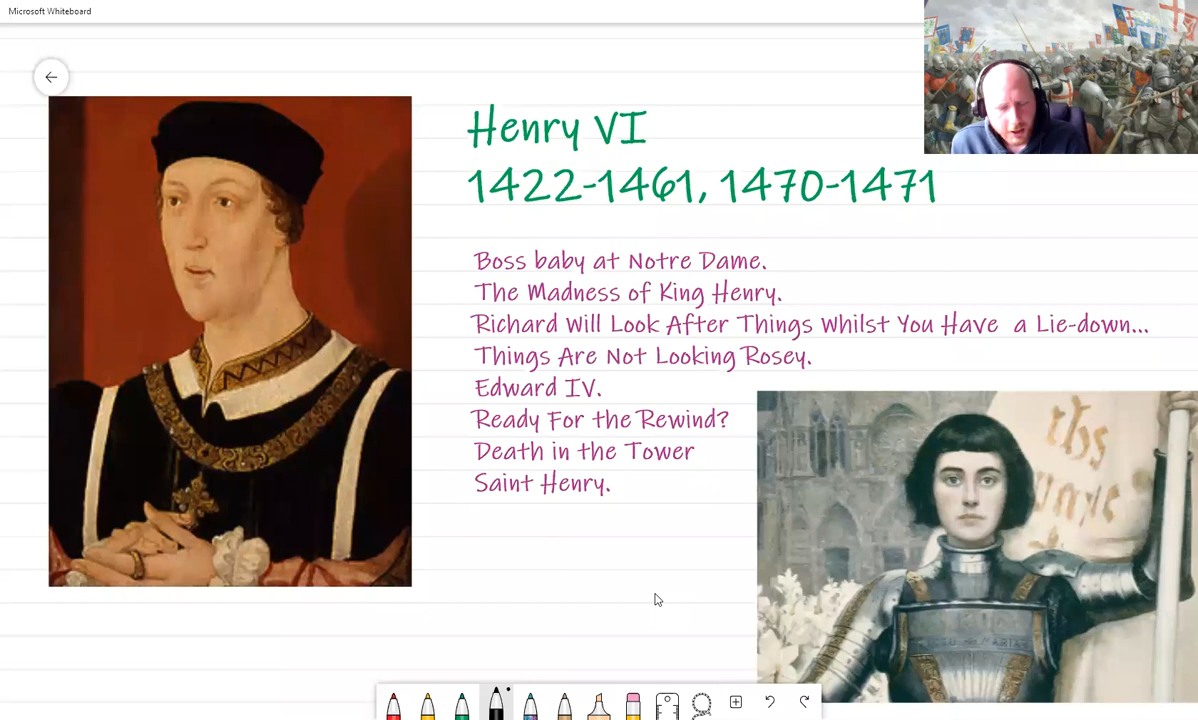 Microsoft Whiteboard
Henry VI
1422-1461, 1470-1471
Boss baby at Notre Dame.
The Madness of King Henry.
Richard Will Look After Things Whilst You Have a Lie-down...
Things Are Not Looking Rosey.
Edward IV.
Ready For the Rewind?
Death in the Tower
Saint Henry.